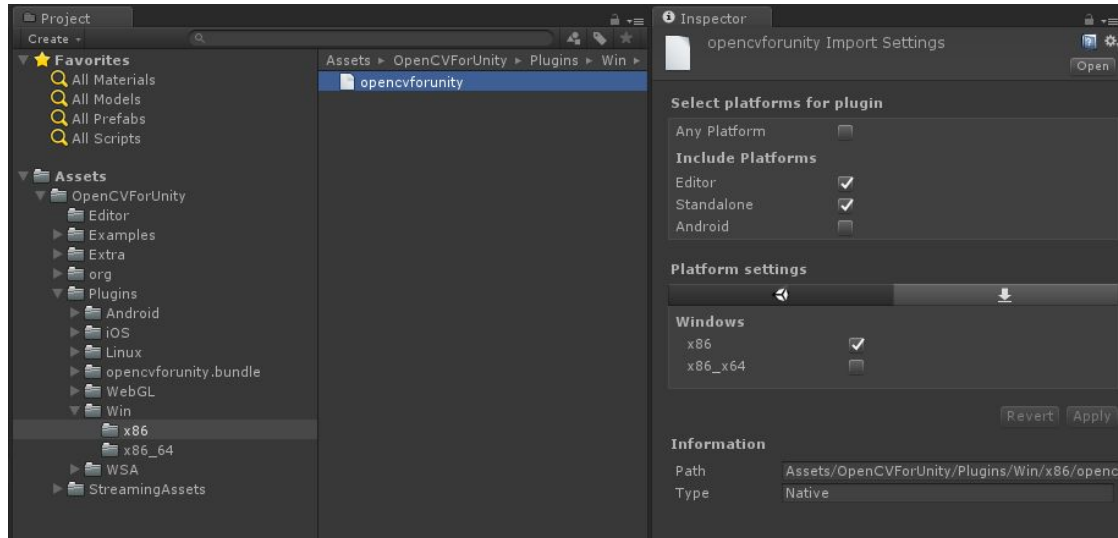 Project
Create
Favorites
All Materials
All Models
All Prefabs
All Scripts
Assets
OpenCVForUnity
Editor
Examples
Extra
org
Plugins
Android
iOS
Linux
opencvforunity.bundle
WebGL
Win
x86
x86_64
WSA
StreamingAssets
Assets ▸ OpenCVForUnity ▸ Plugins ▸ Win ▸
opencvforunity
Inspector
opencvforunity Import Settings
Open
Select platforms for plugin
Any Platform
Include Platforms
Editor
Standalone
Android
Platform settings
Windows
x86
x86_x64
Revert Apply
Information
Path Assets/OpenCVForUnity/Plugins/Win/x86/openc
Type Native